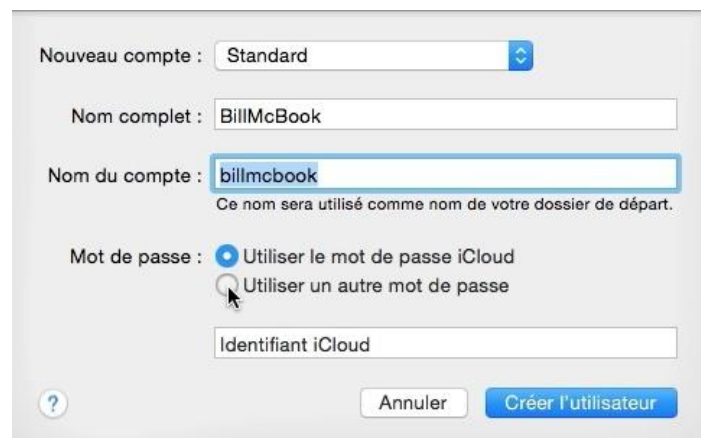 Nouveau compte : Standard
Nom complet : BillMcBook
Nom du compte : billmcbook
Ce nom sera utilisé comme nom de votre dossier de départ.
Mot de passe : Utiliser le mot de passe iCloud
Utiliser un autre mot de passe
Identifiant iCloud
? Annuler Créer l'utilisateur